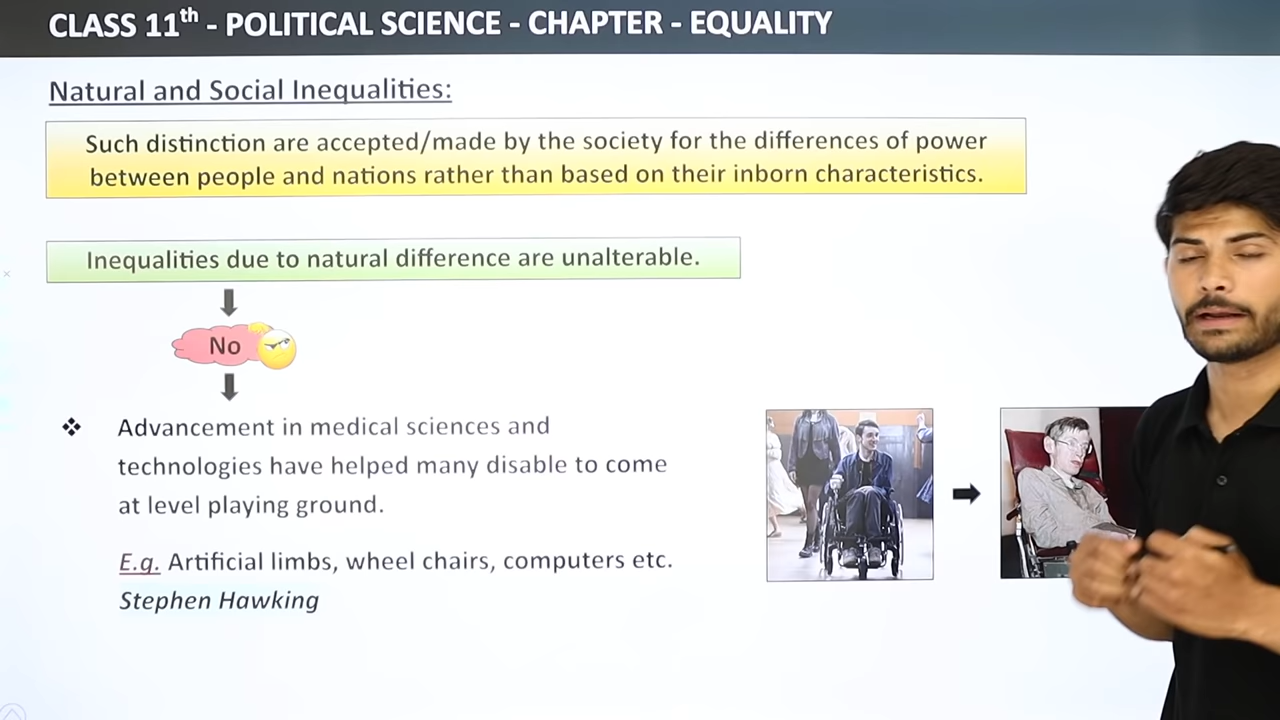 CLASS 11th - POLITICAL SCIENCE - CHAPTER - EQUALITY
Natural and Social Inequalities:
Such distinction are accepted/made by the society for the differences of power
between people and nations rather than based on their inborn characteristics.
Inequalities due to natural difference are unalterable.
No
❖ Advancement in medical sciences and
technologies have helped many disable to come
at level playing ground.
E.g. Artificial limbs, wheel chairs, computers etc.
Stephen Hawking